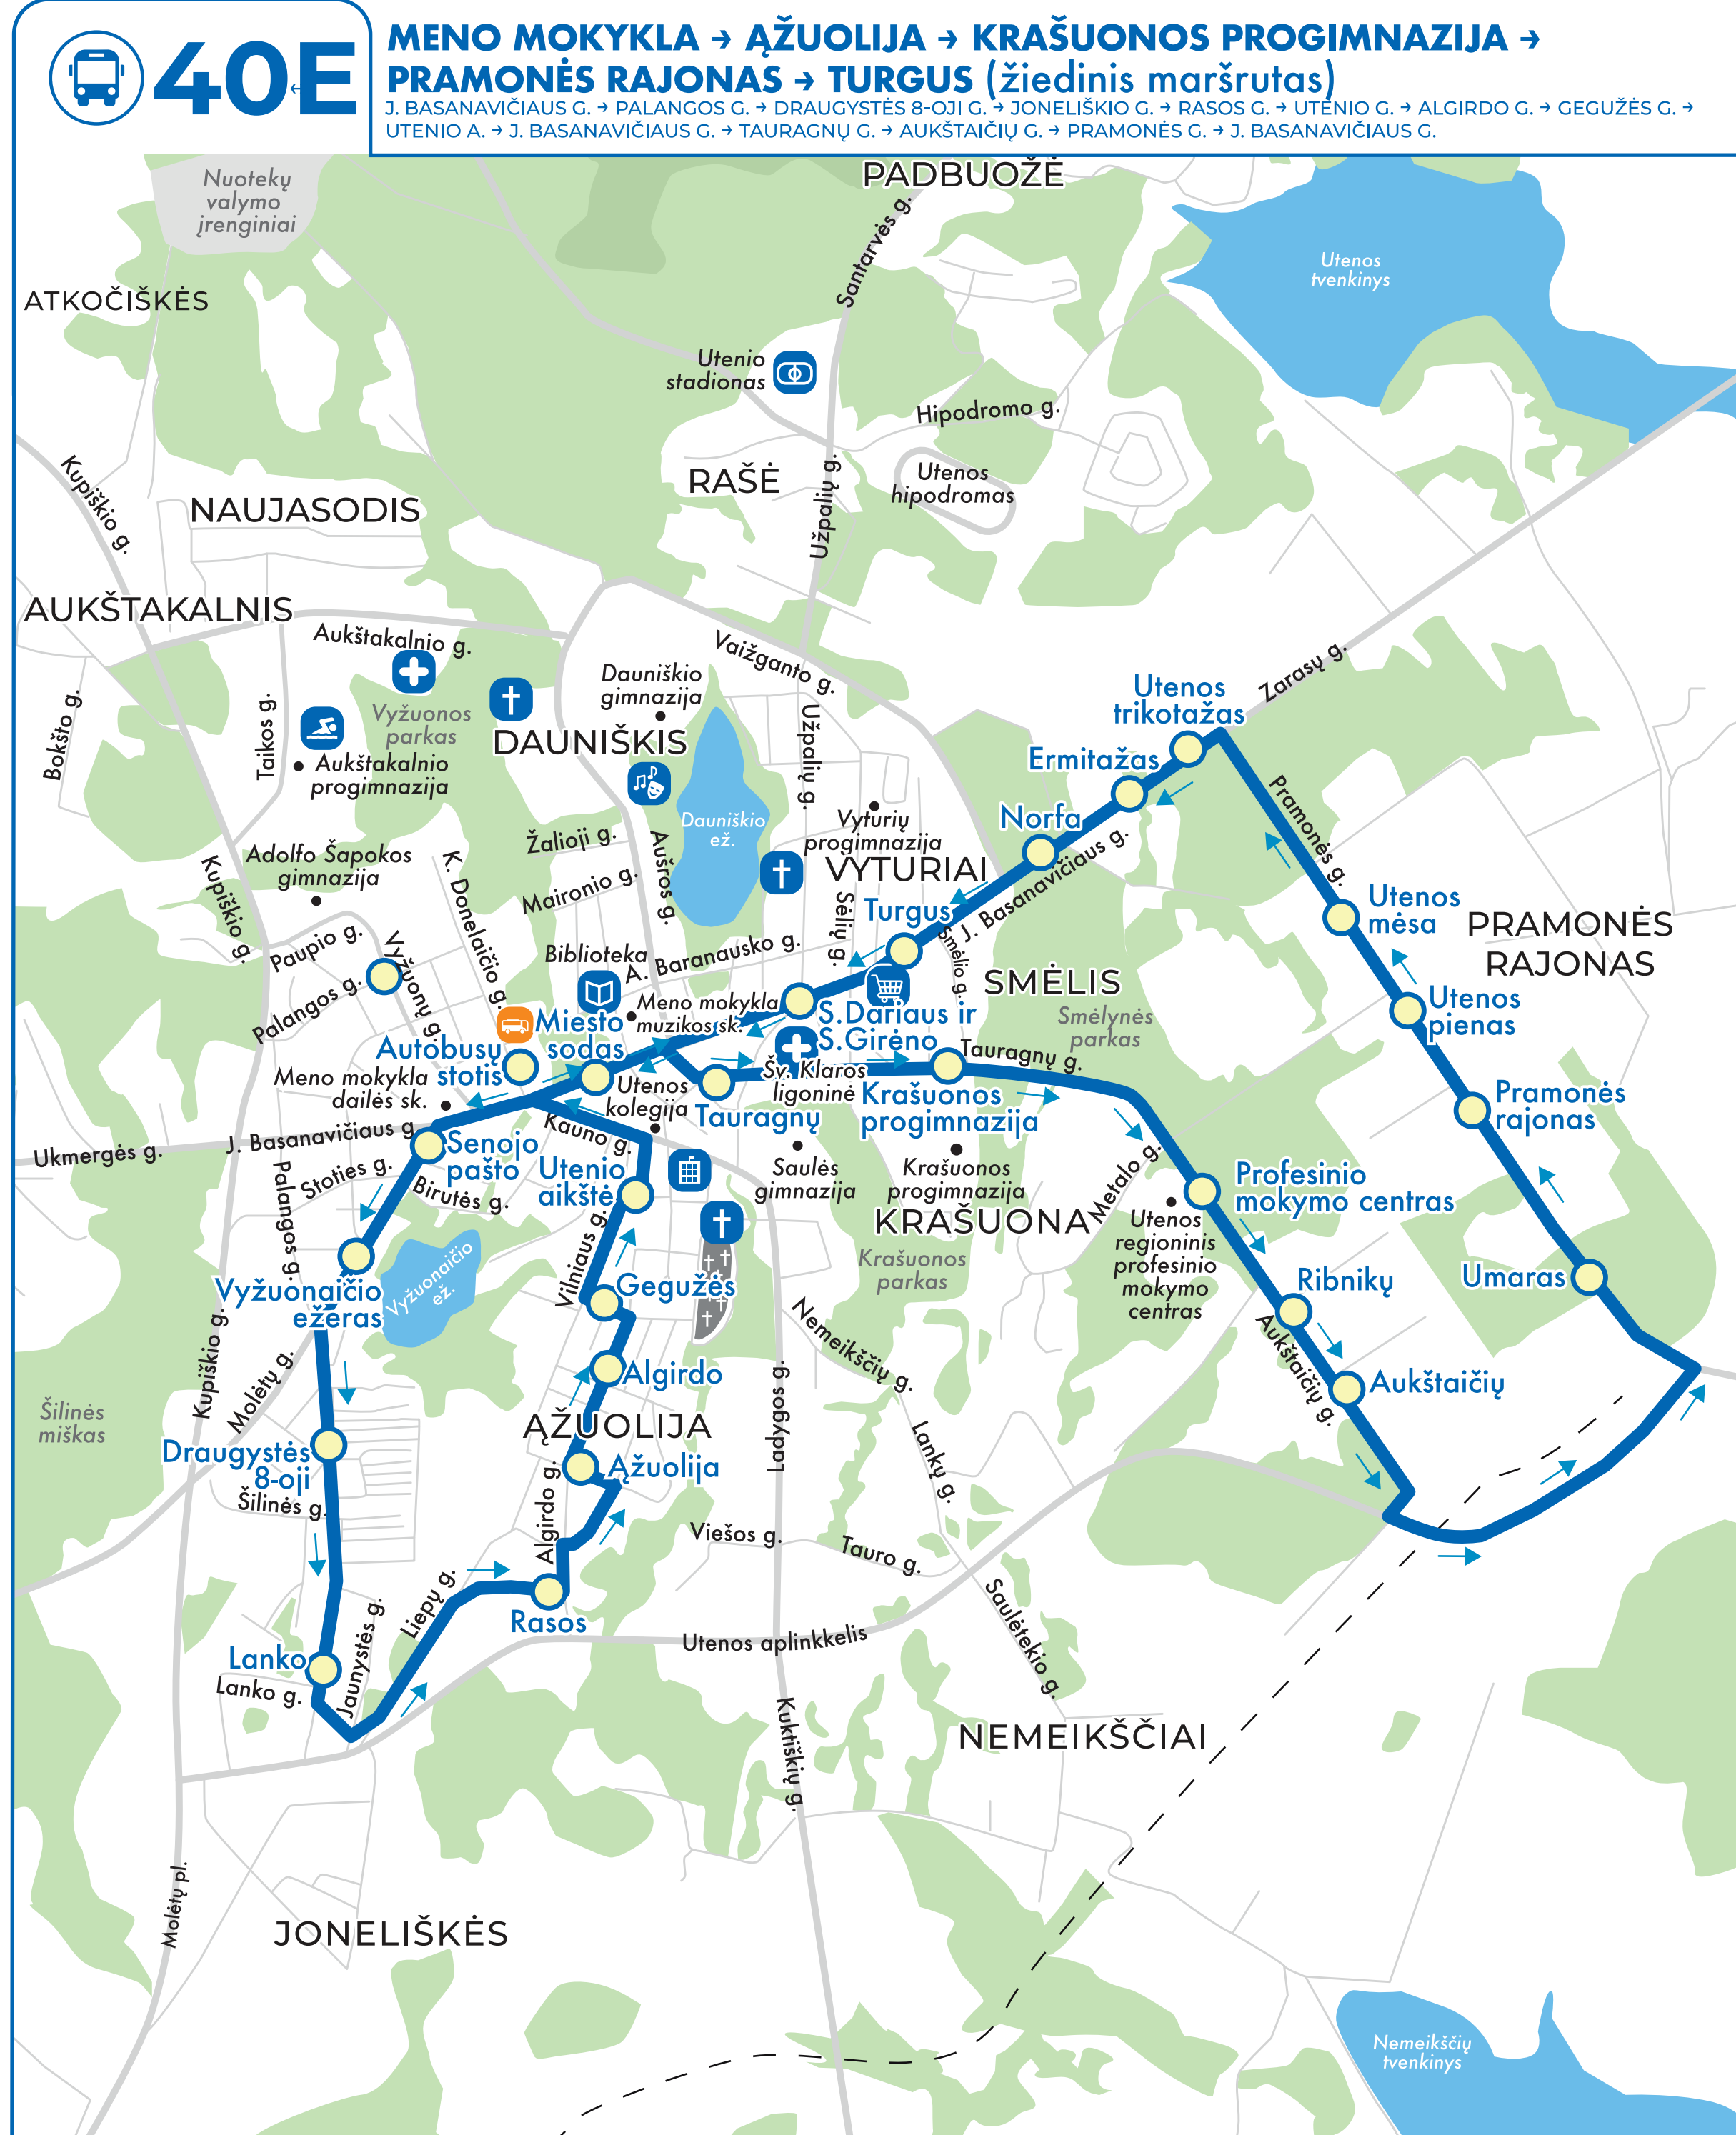 40E
MENO MOKYKLA → ĄŽUOLIJA → KRAŠUONOS PROGIMNAZIJA →
PRAMONĖS RAJONAS → TURGUS (žiedinis maršrutas)
J. BASANAVIČIAUS G. → PALANGOS G. → DRAUGYSTĖS 8-OJI G. → JONELIŠKIO G. → RASOS G. → UTENIO G. → ALGIRDO G. → GEGUŽĖS G. →
UTENIO A. → J. BASANAVIČIAUS G. → TAURAGNŲ G. → AUKŠTAIČIŲ G. → PRAMONĖS G. → J. BASANAVIČIAUS G.
PADBUOŽĖ
Nuotekų
valymo
įrenginiai
Santarvės g.
Utenos
tvenkinys
ATKOČIŠKĖS
Utenio
stadionas
Hipodromo g.
Kupiškio g.
RAŠĖ
Utenos
hipodromas
Užpalių g.
NAUJASODIS
AUKŠTAKALNIS
Aukštakalnio g.
Vaižganto g.
Zarasų g.
Bokšto g.
Taikos g.
Vyžuonos
parkas
Dauniškio
gimnazija
DAUNIŠKIS
Užpalių g.
Utenos
trikotažas
Ermitažas
Aukštakalnio
progimnazija
Pramonės g.
Norfa
Dauniškio
ež.
Vyturių
progimnazija
VYTURIAI
Žalioji g.
Aušros g.
Maironio g.
Adolfo Šapokos
gimnazija
Kupiškio g.
K. Donelaičio g.
J. Basanavičiaus g.
Utenos
mėsa
PRAMONĖS
RAJONAS
Turgus
Sėlių g.
Smėlio g.
Paupio g.
Vyžuonų g.
Palangos g.
Biblioteka
A. Baranausko g.
SMĖLIS
Smėlynės
parkas
Utenos
pienas
Meno mokykla
muzikos sk.
Miesto
sodas
S.Dariaus ir
S.Girėno
Autobusų
stotis
Meno mokykla
dailės sk.
Utenos
kolegija
Šv. Klaros
ligoninė
Tauragnų g.
Tauragnų
Krašuonos
progimnazija
Pramonės
rajonas
Ukmergės g.
J. Basanavičiaus g.
Kauno g.
Senojo
pašto
Stoties g.
Birutės g.
Palangos g.
Utenio
aikštė
Saulės
gimnazija
Krašuonos
progimnazija
KRAŠUONA
Metalo g.
Profesinio
mokymo centras
Utenos
regioninis
profesinio
mokymo
centras
Krašuonos
parkas
Vyžuonaičio
ež.
Vyžuonaičio
ežeras
Vilniaus g.
Gegužės
Umaras
Ribnikų
Nemeikščių g.
Kupiškio g.
Molėtų g.
Algirdo
Aukštaičių g.
Aukštaičių
Ladygos g.
Lankų g.
Šilinės
miškas
ĄŽUOLIJA
Draugystės
8-oji
Ąžuolija
Šilinės g.
Algirdo g.
Viešos g.
Tauro g.
Liepų g.
Jaunystės g.
Rasos
Saulėtekio g.
Utenos aplinkkelis
Lanko
Lanko g.
Kuktiškių g.
NEMEIKŠČIAI
Molėtų pl.
JONELIŠKĖS
Nemeikščių
tvenkinys